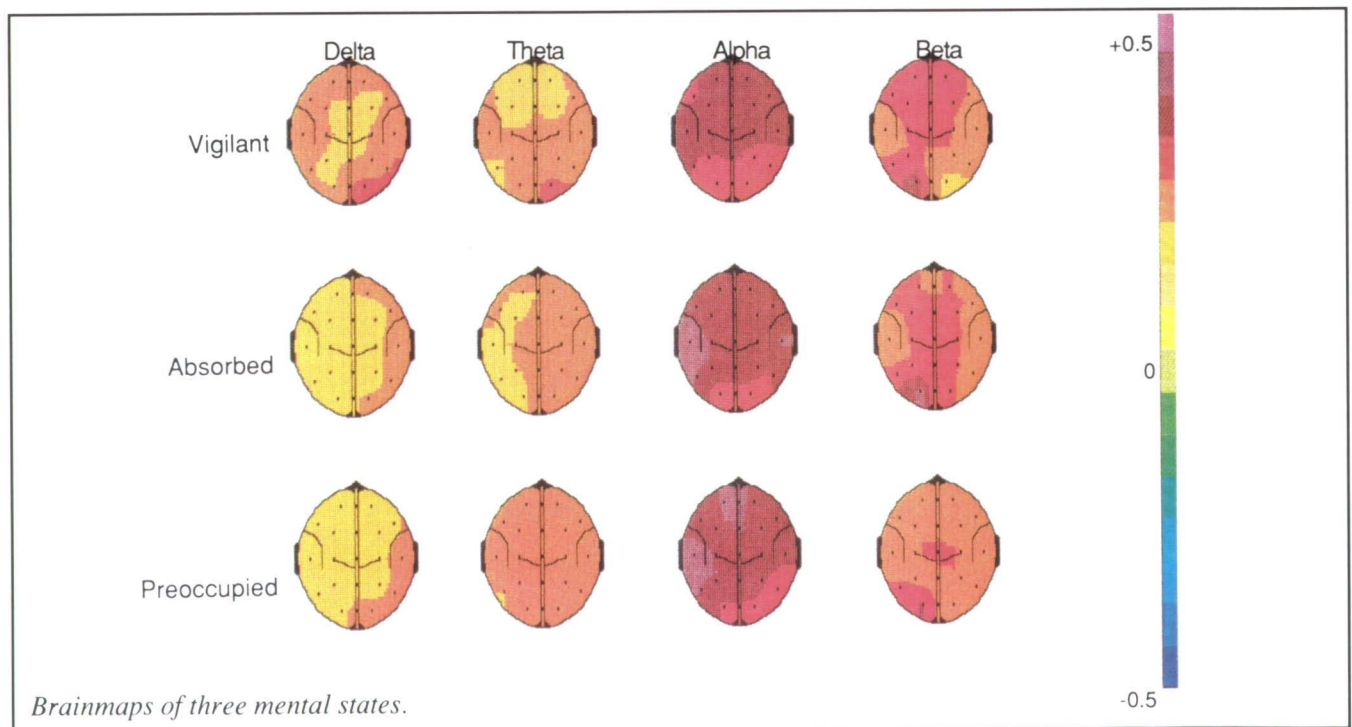 Delta Theta Alpha Beta
+0.5
Vigilant
Absorbed
0
Preoccupied
-0.5
Brainmaps of three mental states.